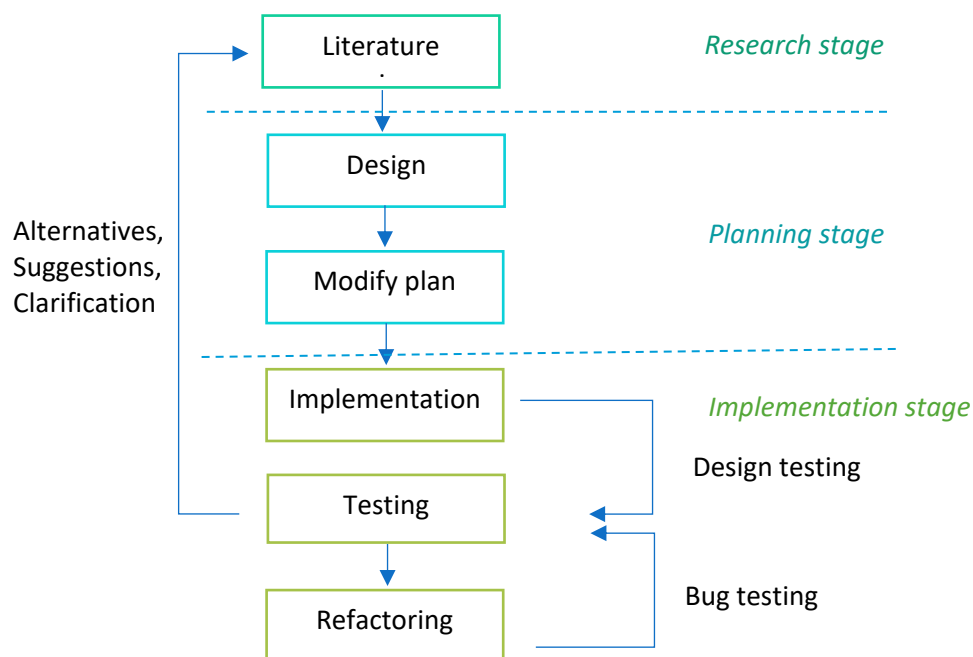 Literature
.
Research stage
Design
Alternatives,
Suggestions,
Clarification
Planning stage
Modify plan
Implementation
Implementation stage
Design testing
Testing
Bug testing
Refactoring